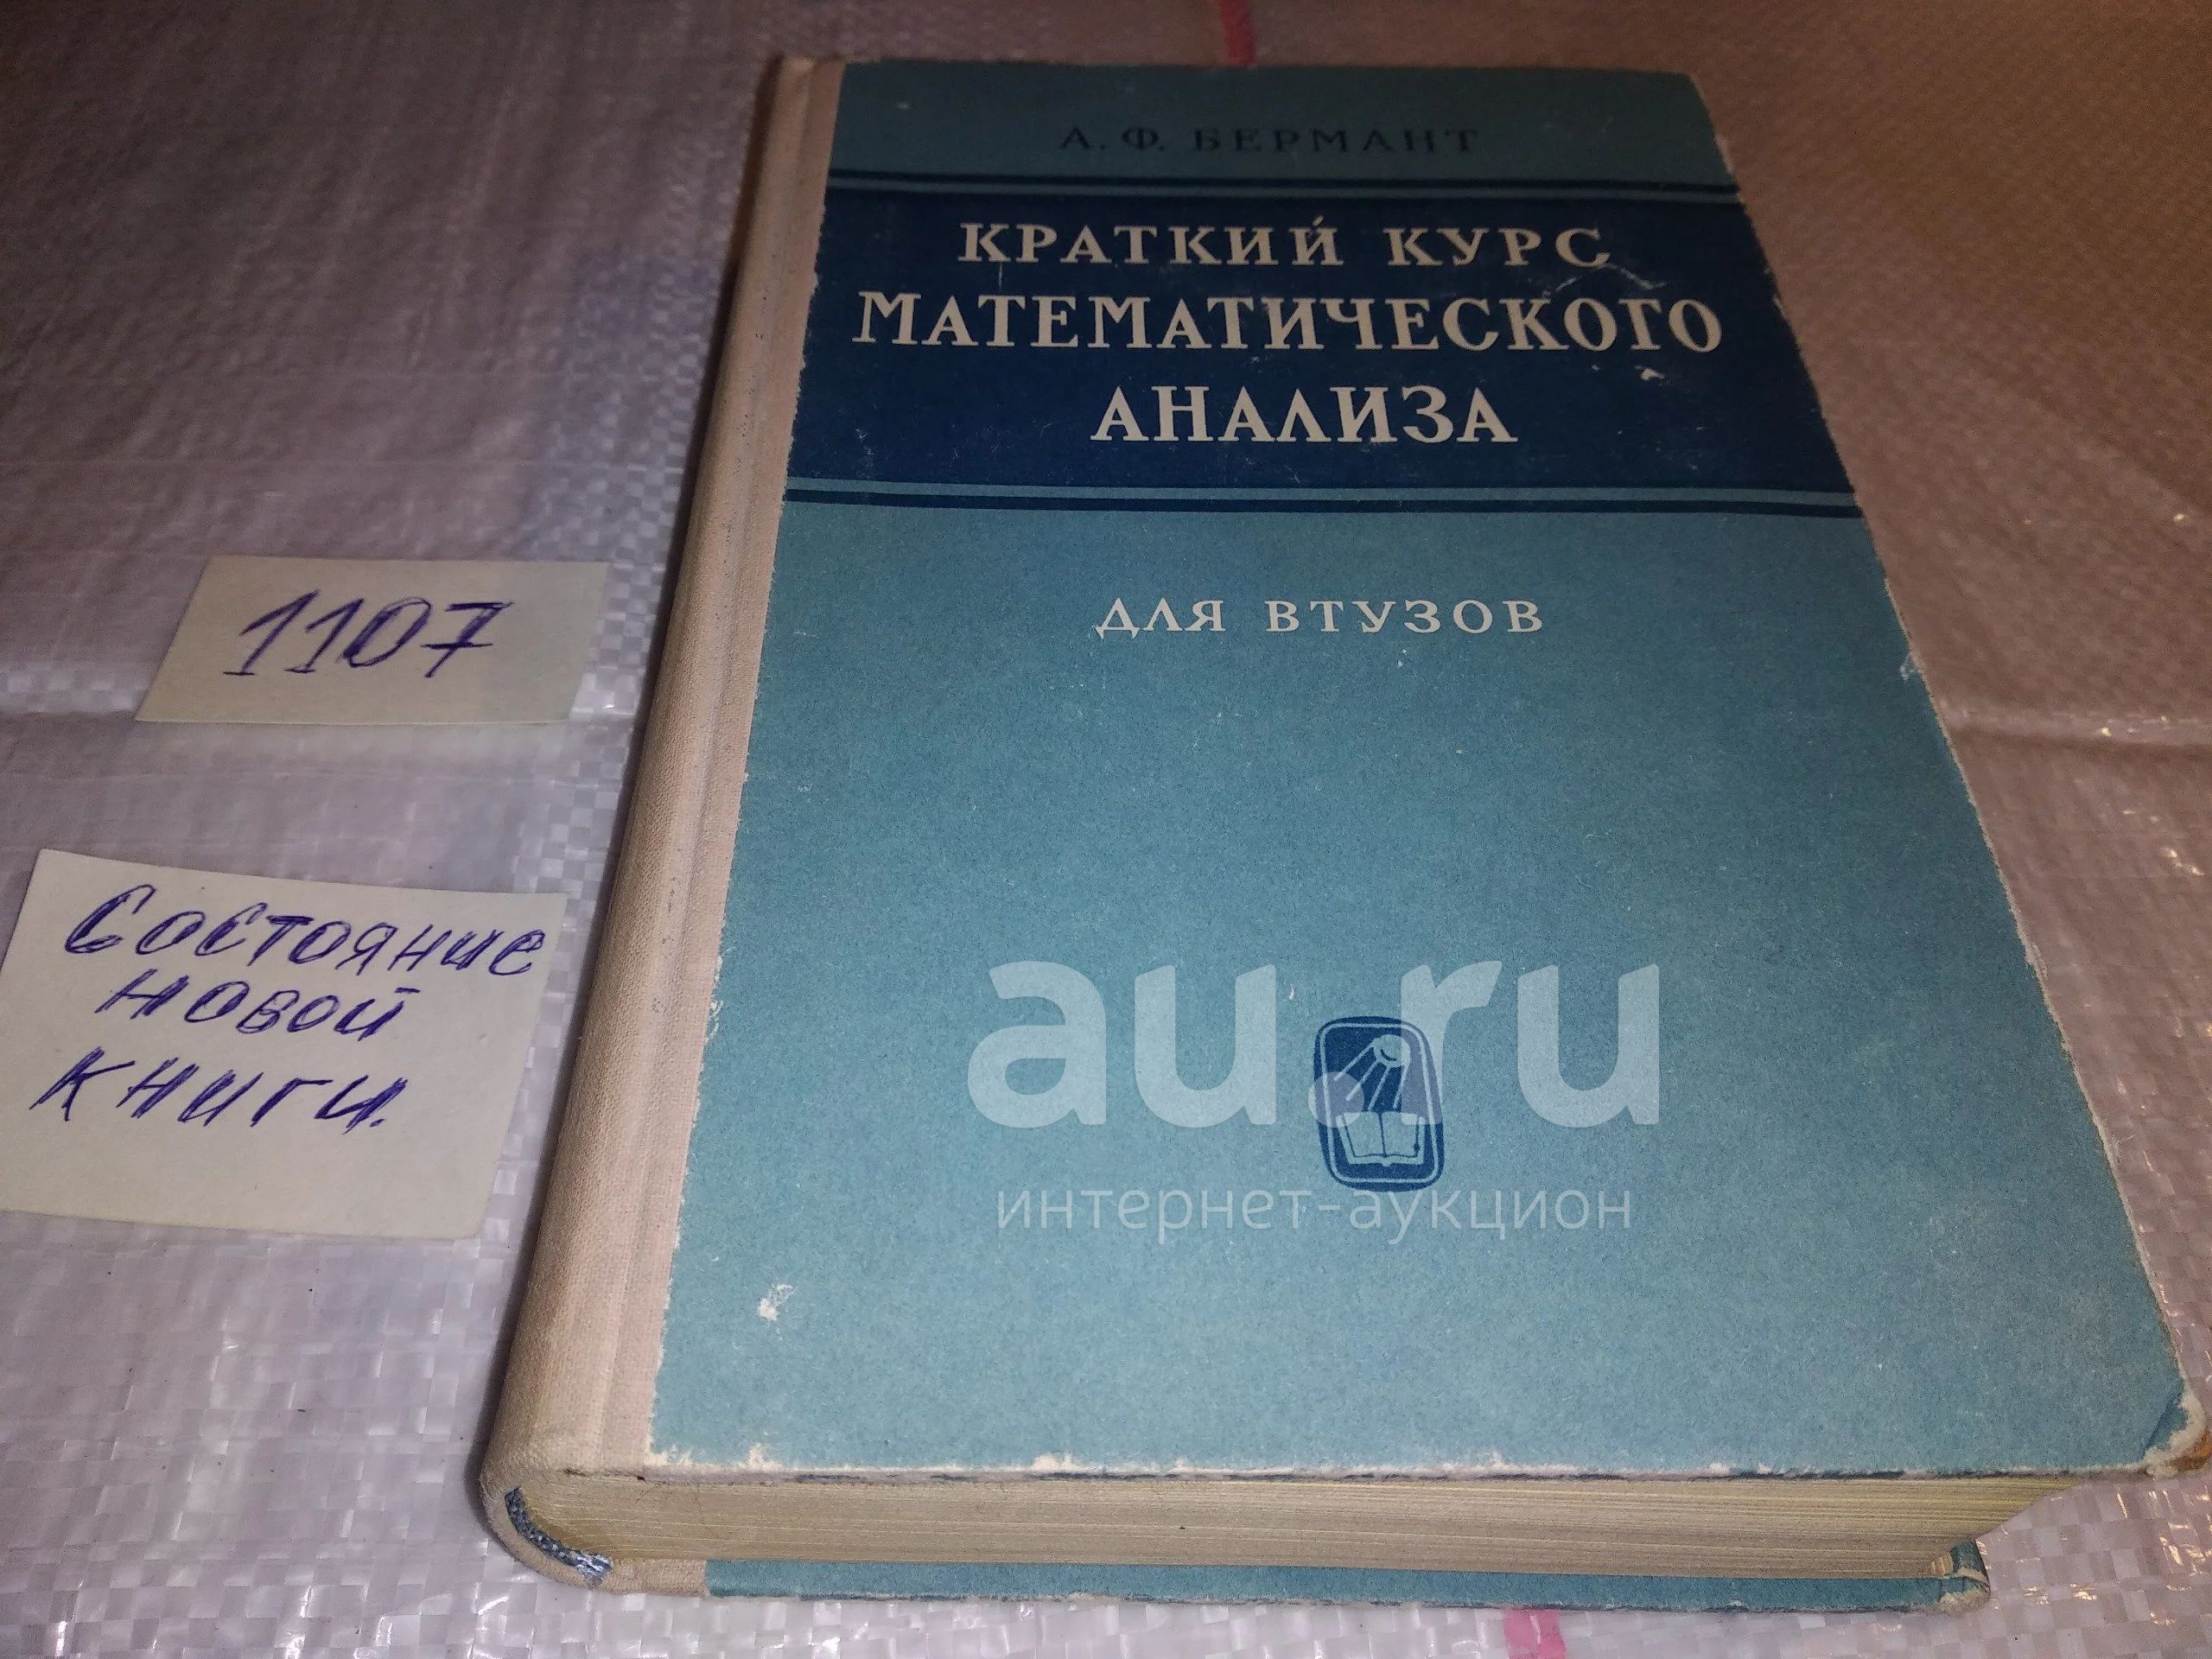 А. Ф. БЕРМАНТ
КРАТКИЙ КУРС
МАТЕМАТИЧЕСКОГО
АНАЛИЗА
ДЛЯ ВТУЗОВ
1107
Состояние
новой
книги.
au.ru
интернет-аукцион